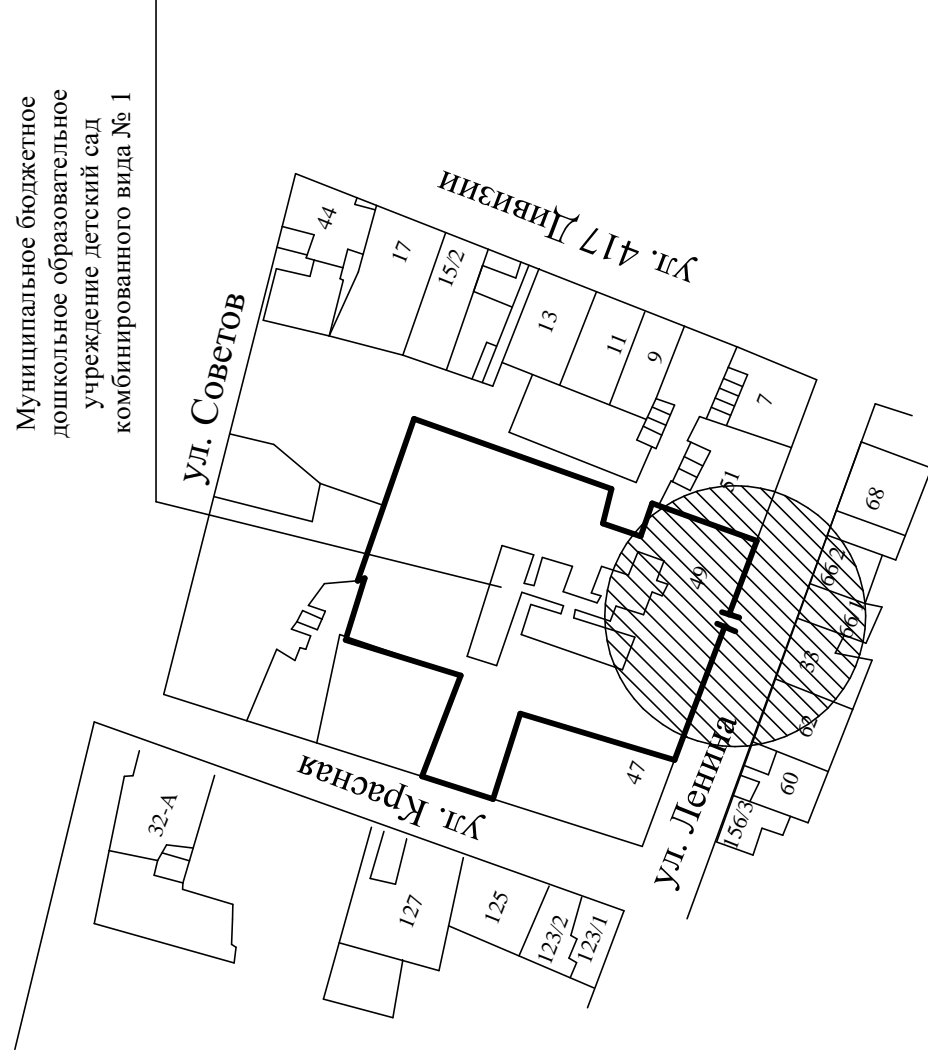 Муниципальное бюджетное
дошкольное образовательное
учреждение детский сад
комбинированного вида № 1
ул. Советов
ул. 417 Дивизии
ул. Красная
ул. Ленина
44
17
15/2
13
11
9
7
51
49
47
68
66 2
66 1
33
62
60
156/3
32-А
127
125
123/2
123/1